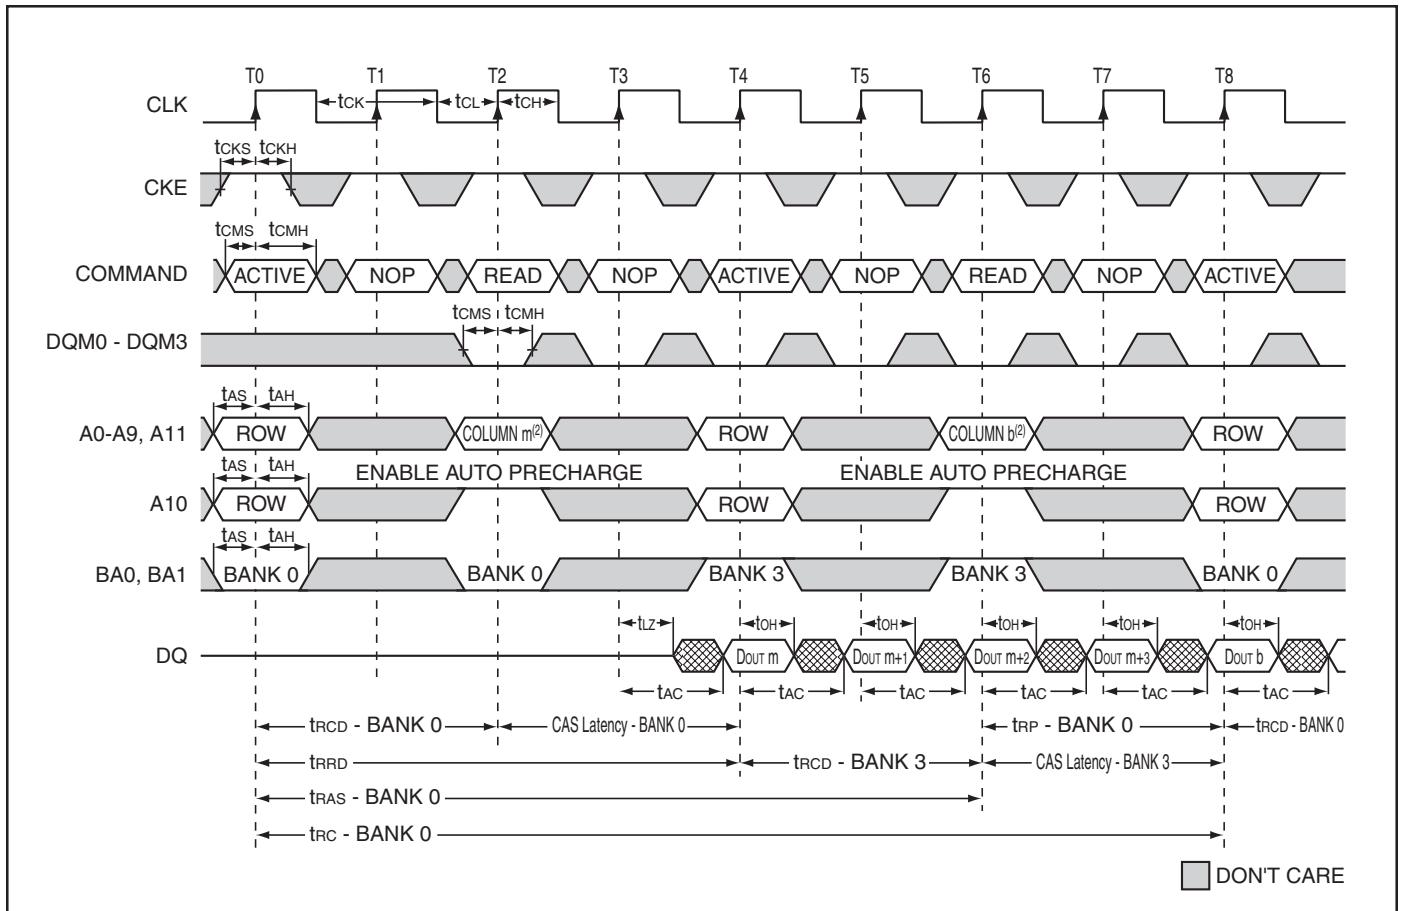 T0 T1 T2 T3 T4 T5 T6 T7 T8
CLK tCK tCL tCH
tCKS tCKH
CKE
tCMS tCMH
COMMAND ACTIVE NOP READ NOP ACTIVE NOP READ NOP ACTIVE
tCMS tCMH
DQM0 - DQM3
tAS tAH
A0-A9, A11 ROW COLUMN m(2) ROW COLUMN b(2) ROW
tAS tAH ENABLE AUTO PRECHARGE ENABLE AUTO PRECHARGE
A10 ROW ROW ROW
tAS tAH
BA0, BA1 BANK 0 BANK 0 BANK 3 BANK 3 BANK 0
tLZ tOH tOH tOH tOH tOH
DQ DOUT m DOUT m+1 DOUT m+2 DOUT m+3 DOUT b
tAC tAC tAC tAC tAC tAC
tRCD - BANK 0 CAS Latency - BANK 0 tRP - BANK 0 tRCD - BANK 0
tRRD tRCD - BANK 3 CAS Latency - BANK 3
tRAS - BANK 0
tRC - BANK 0
DON'T CARE